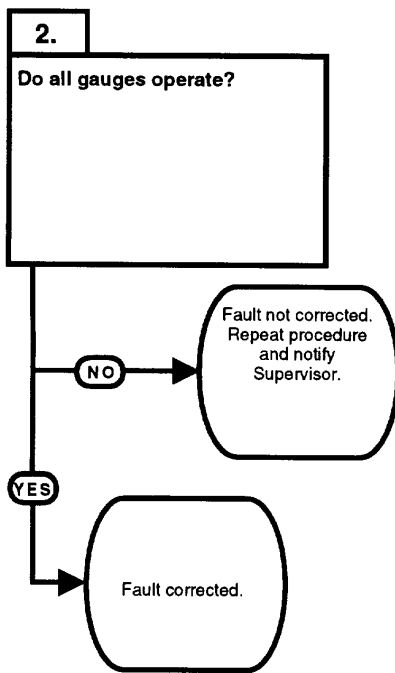 2.
Do all gauges operate?
Fault not corrected.
Repeat procedure
and notify
Supervisor.
NO
YES
Fault corrected.